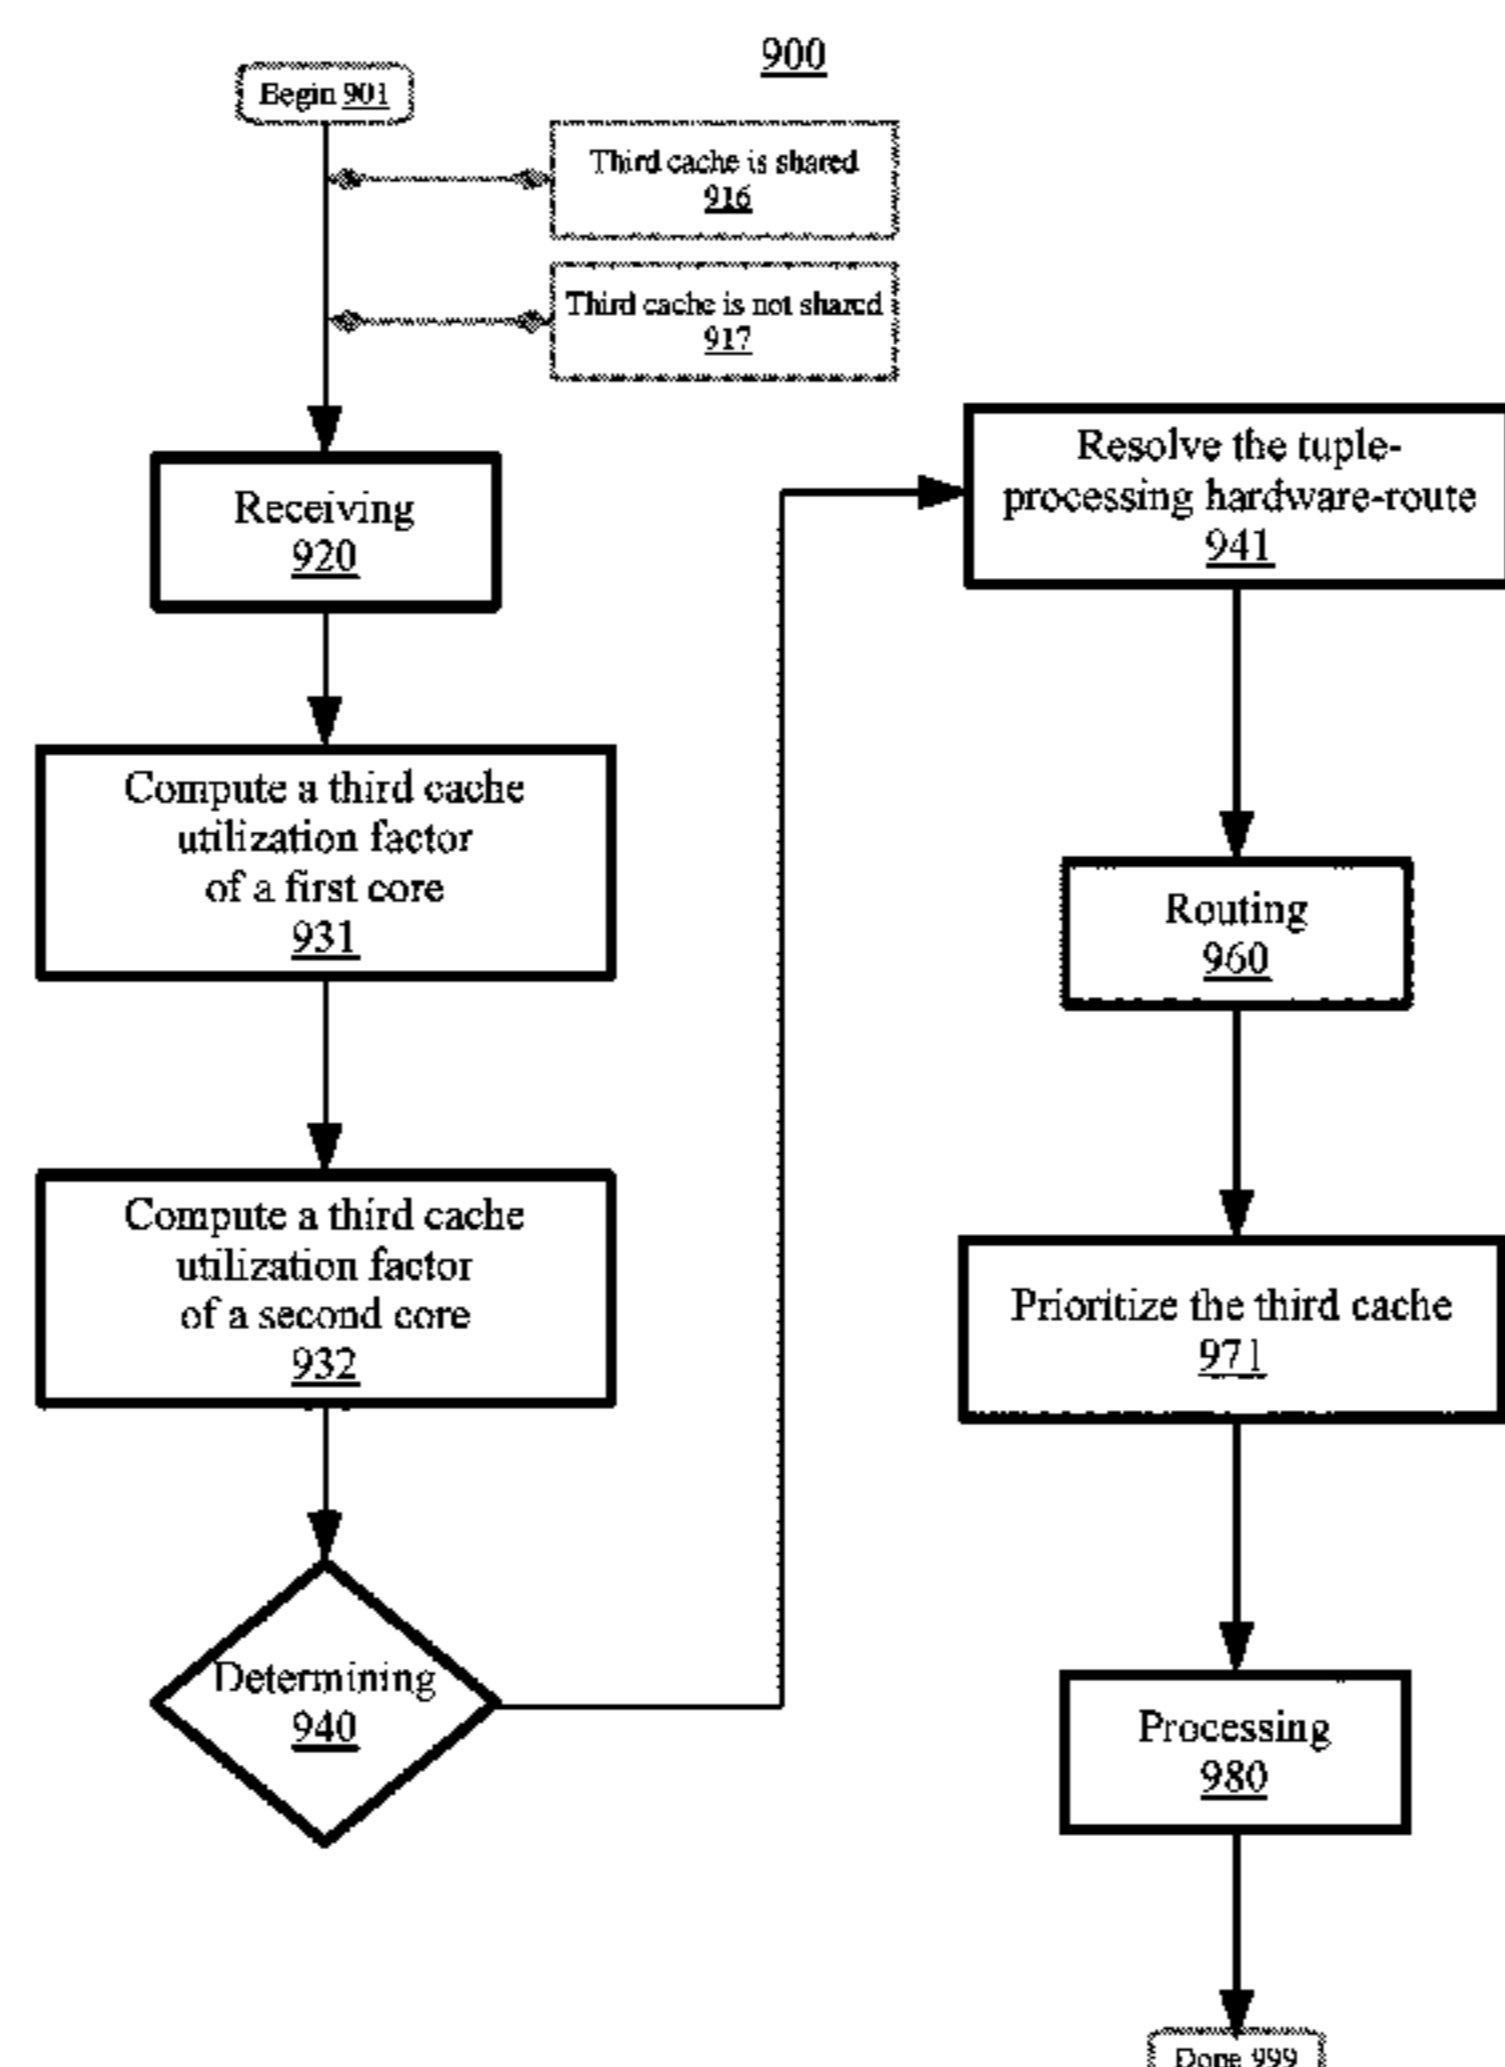 900
Begin 901
Third cache is shared
916
Third cache is not shared
917
Receiving
920
Compute a third cache
utilization factor
of a first core
931
Compute a third cache
utilization factor
of a second core
932
Determining
940
Resolve the tuple-
processing hardware-route
941
Routing
960
Prioritize the third cache
971
Processing
980
Done 999